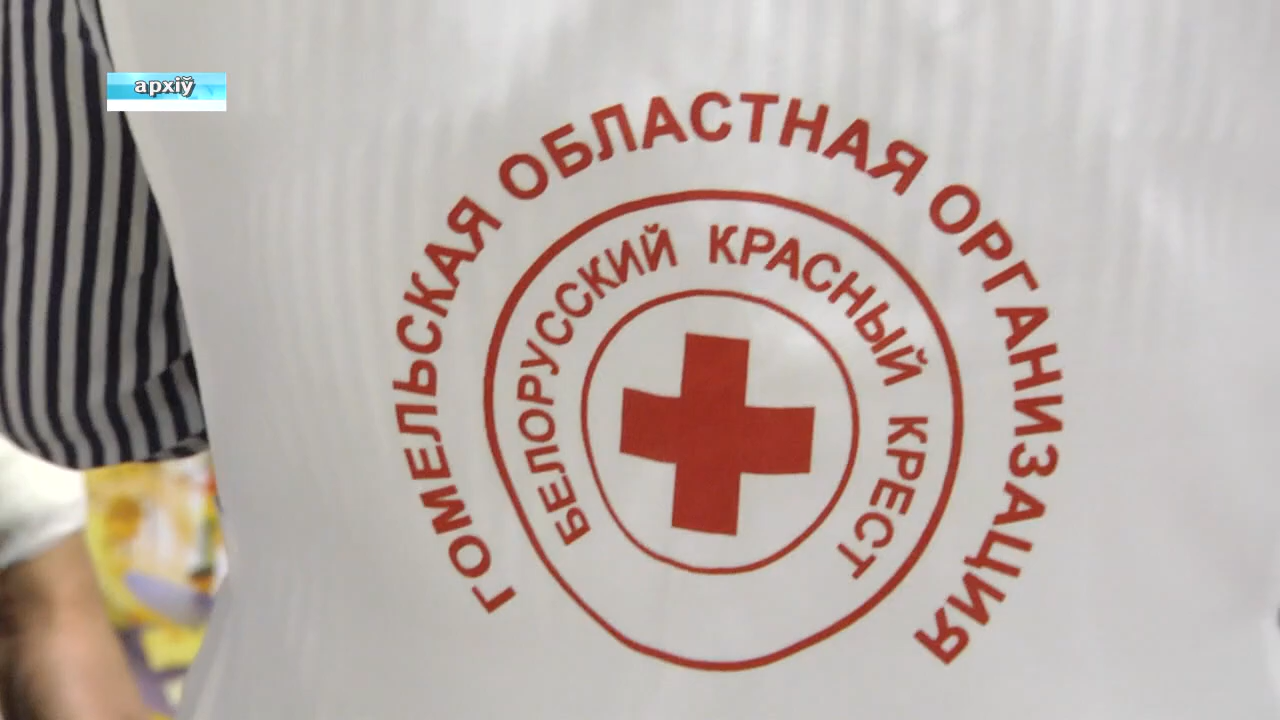 архіў
ГОМЕЛЬСКАЯ ОБЛАСТНАЯ ОРГАНИЗАЦИЯ
БЕЛОРУССКИЙ КРАСНЫЙ КРЕСТ